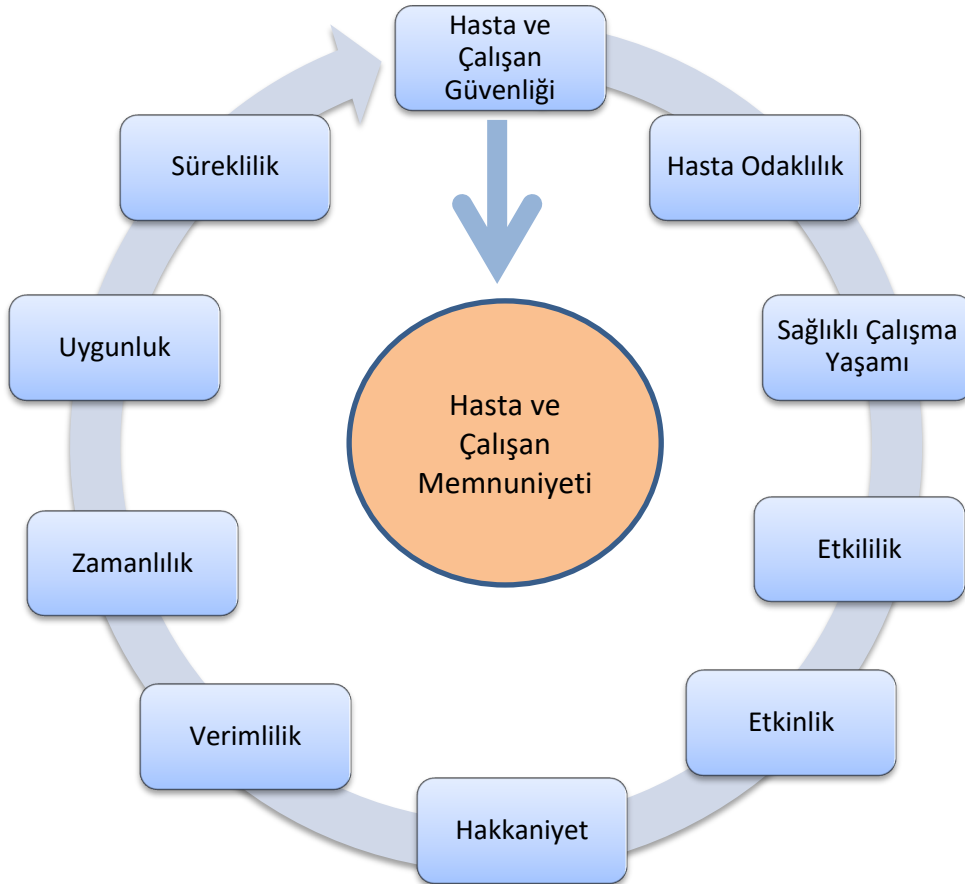 Hasta ve
Çalışan
Güvenliği
Hasta Odaklılık
Sağlıklı Çalışma
Yaşamı
Etkililik
Etkinlik
Hakkaniyet
Verimlilik
Zamanlılık
Uygunluk
Süreklilik
Hasta ve
Çalışan
Memnuniyeti